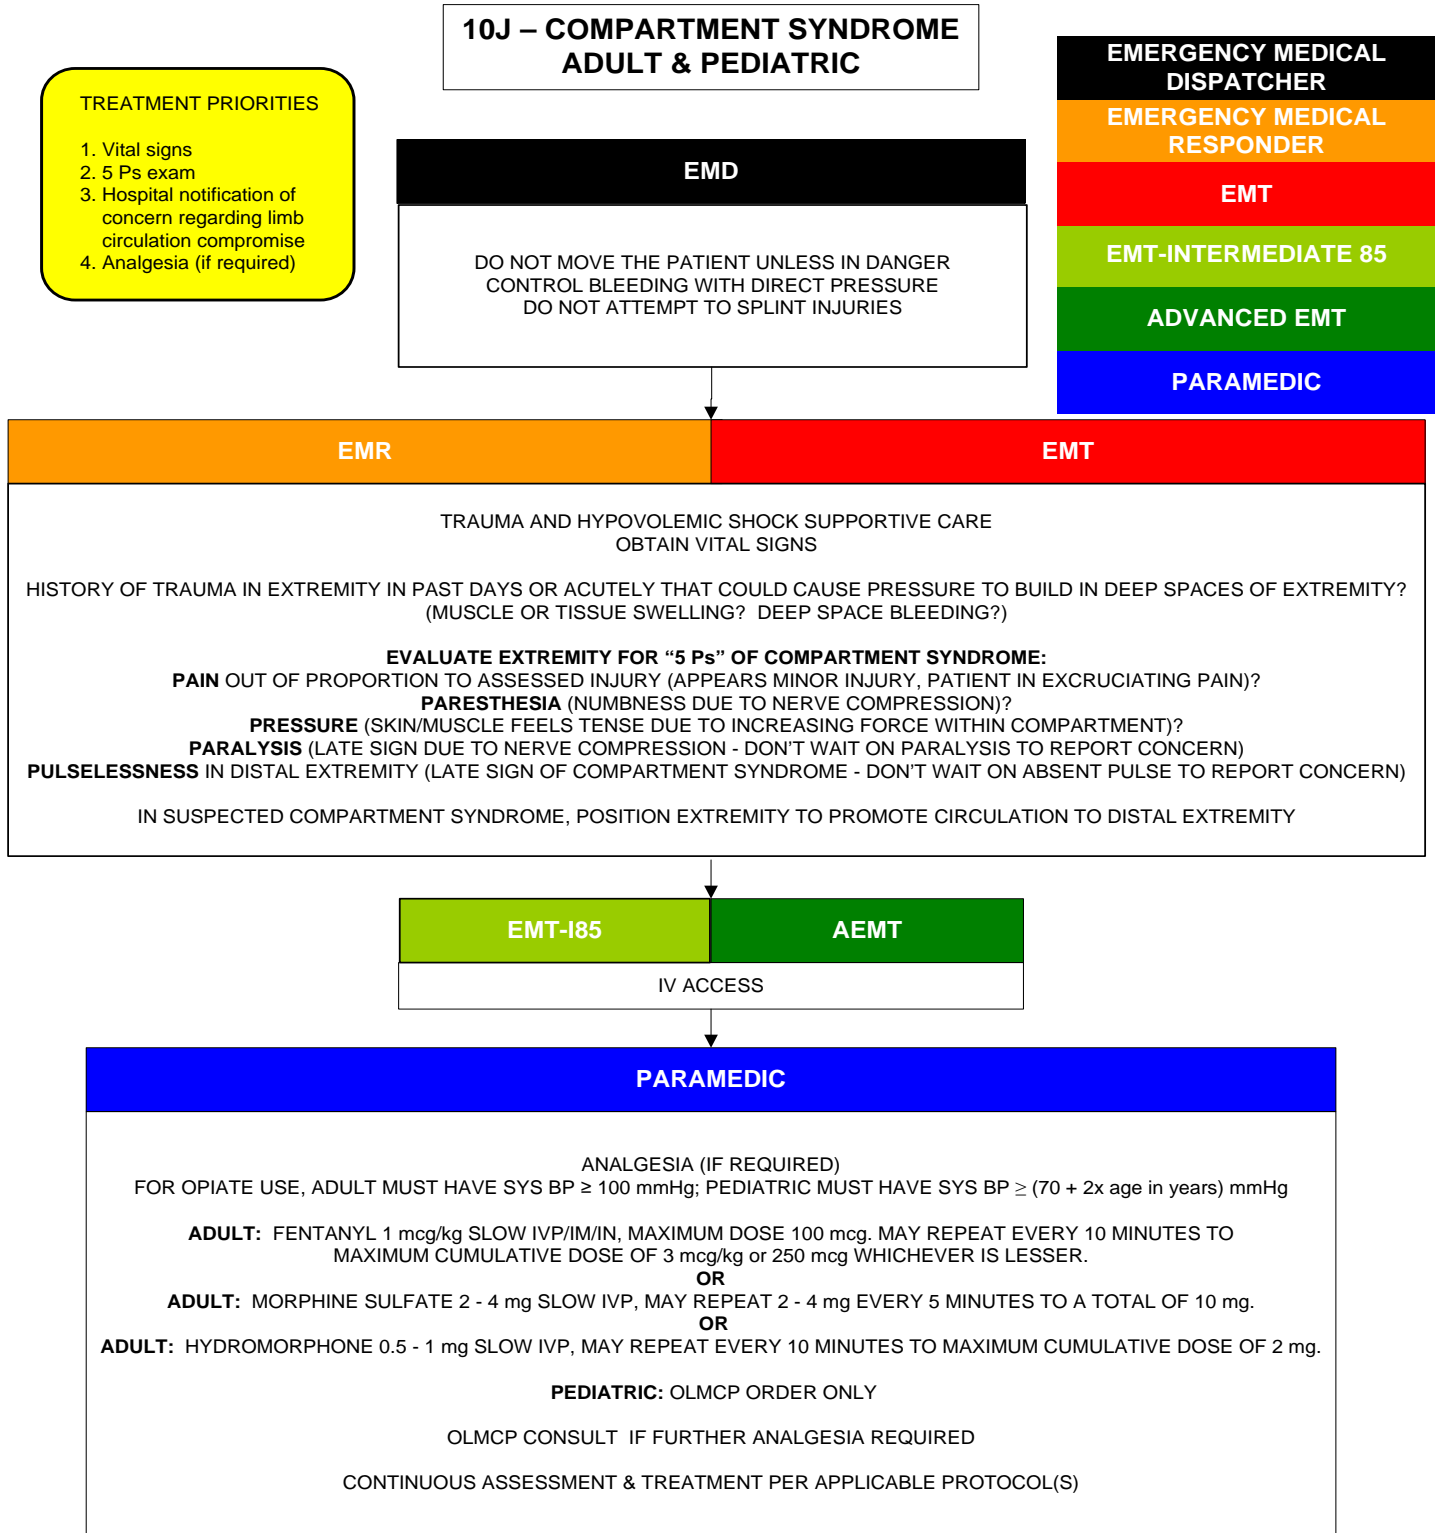 10J – COMPARTMENT SYNDROME
ADULT & PEDIATRIC
TREATMENT PRIORITIES
1. Vital signs
2. 5 Ps exam
3. Hospital notification of
concern regarding limb
circulation compromise
4. Analgesia (if required)
EMERGENCY MEDICAL
DISPATCHER
EMERGENCY MEDICAL
RESPONDER
EMT
EMT-INTERMEDIATE 85
ADVANCED EMT
PARAMEDIC
EMD
DO NOT MOVE THE PATIENT UNLESS IN DANGER
CONTROL BLEEDING WITH DIRECT PRESSURE
DO NOT ATTEMPT TO SPLINT INJURIES
EMR
EMT
TRAUMA AND HYPOVOLEMIC SHOCK SUPPORTIVE CARE
OBTAIN VITAL SIGNS
HISTORY OF TRAUMA IN EXTREMITY IN PAST DAYS OR ACUTELY THAT COULD CAUSE PRESSURE TO BUILD IN DEEP SPACES OF EXTREMITY?
(MUSCLE OR TISSUE SWELLING? DEEP SPACE BLEEDING?)
EVALUATE EXTREMITY FOR “5 Ps” OF COMPARTMENT SYNDROME:
PAIN OUT OF PROPORTION TO ASSESSED INJURY (APPEARS MINOR INJURY, PATIENT IN EXCRUCIATING PAIN)?
PARESTHESIA (NUMBNESS DUE TO NERVE COMPRESSION)?
PRESSURE (SKIN/MUSCLE FEELS TENSE DUE TO INCREASING FORCE WITHIN COMPARTMENT)?
PARALYSIS (LATE SIGN DUE TO NERVE COMPRESSION - DON’T WAIT ON PARALYSIS TO REPORT CONCERN)
PULSELESSNESS IN DISTAL EXTREMITY (LATE SIGN OF COMPARTMENT SYNDROME - DON’T WAIT ON ABSENT PULSE TO REPORT CONCERN)
IN SUSPECTED COMPARTMENT SYNDROME, POSITION EXTREMITY TO PROMOTE CIRCULATION TO DISTAL EXTREMITY
EMT-I85
AEMT
IV ACCESS
PARAMEDIC
ANALGESIA (IF REQUIRED)
FOR OPIATE USE, ADULT MUST HAVE SYS BP ≥ 100 mmHg; PEDIATRIC MUST HAVE SYS BP ≥ (70 + 2x age in years) mmHg
ADULT: FENTANYL 1 mcg/kg SLOW IVP/IM/IN, MAXIMUM DOSE 100 mcg. MAY REPEAT EVERY 10 MINUTES TO
MAXIMUM CUMULATIVE DOSE OF 3 mcg/kg or 250 mcg WHICHEVER IS LESSER.
OR
ADULT: MORPHINE SULFATE 2 - 4 mg SLOW IVP, MAY REPEAT 2 - 4 mg EVERY 5 MINUTES TO A TOTAL OF 10 mg.
OR
ADULT: HYDROMORPHONE 0.5 - 1 mg SLOW IVP, MAY REPEAT EVERY 10 MINUTES TO MAXIMUM CUMULATIVE DOSE OF 2 mg.
PEDIATRIC: OLMCP ORDER ONLY
OLMCP CONSULT IF FURTHER ANALGESIA REQUIRED
CONTINUOUS ASSESSMENT & TREATMENT PER APPLICABLE PROTOCOL(S)